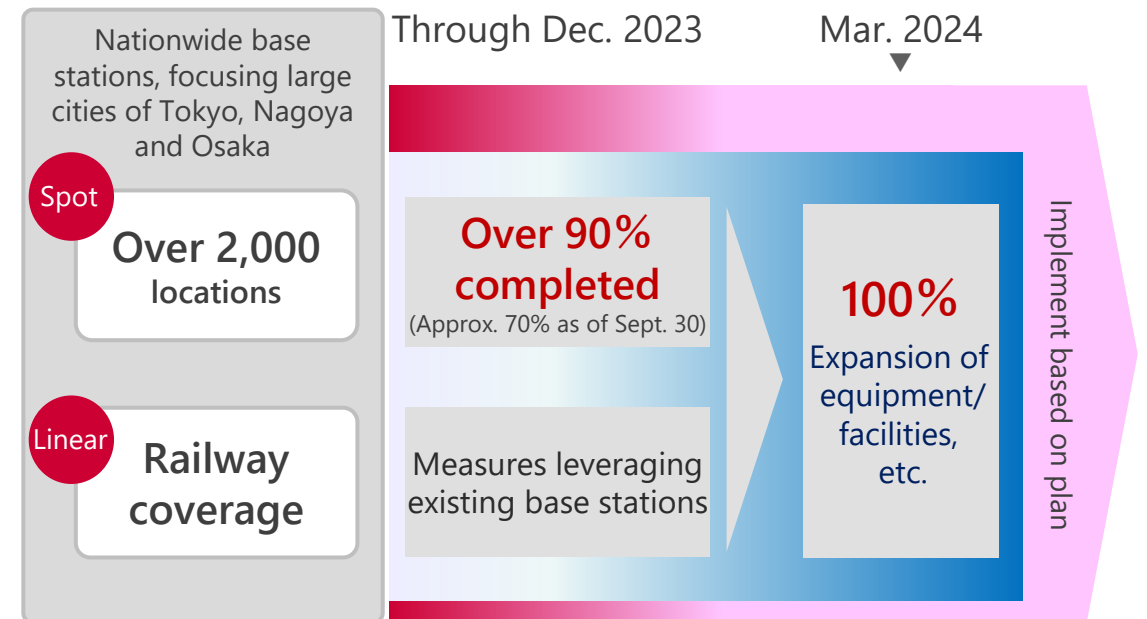 Nationwide base
stations, focusing large
cities of Tokyo, Nagoya
and Osaka
Spot
Over 2,000
locations
Linear
Railway
coverage
Through Dec. 2023
Over 90%
completed
(Approx. 70% as of Sept. 30)
Measures leveraging
existing base stations
Mar. 2024
100%
Expansion of
equipment/
facilities,
etc.
Implement based on plan